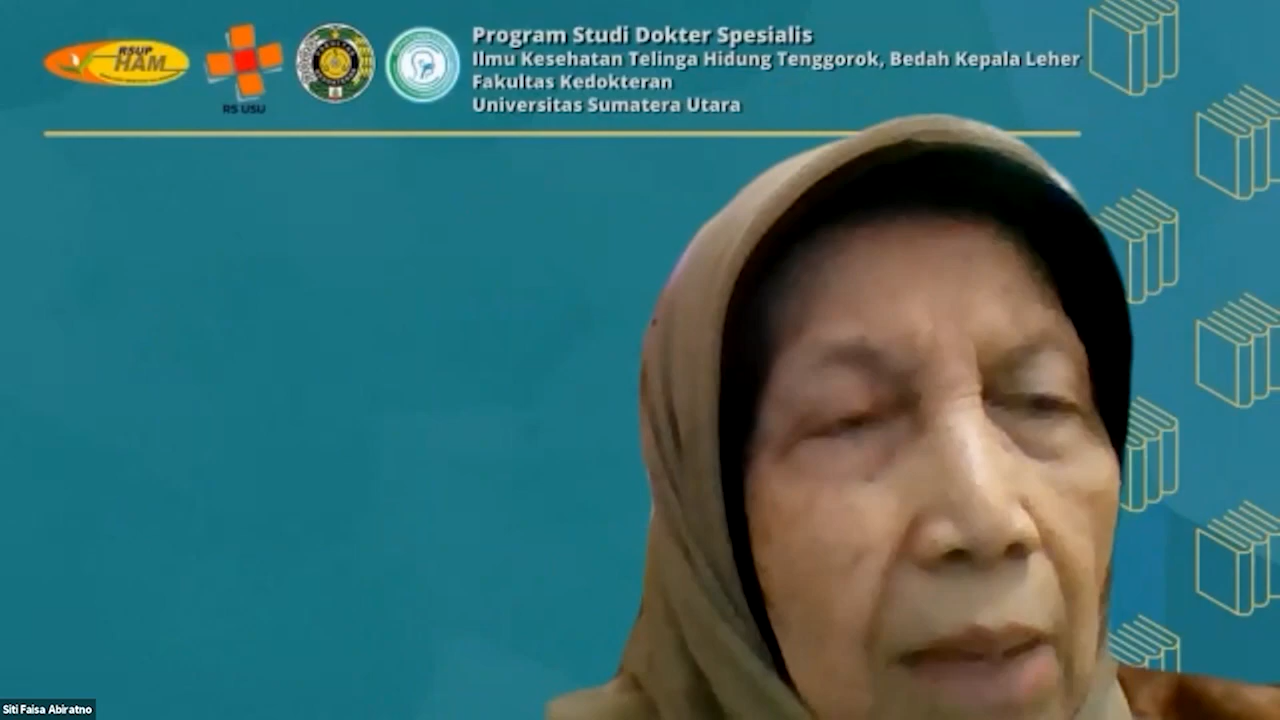 RSUP
HAM
RS USU
Program Studi Dokter Spesialis
Ilmu Kesehatan Telinga Hidung Tenggorok, Bedah Kepala Leher
Fakultas Kedokteran
Universitas Sumatera Utara
Siti Faisa Abiratno